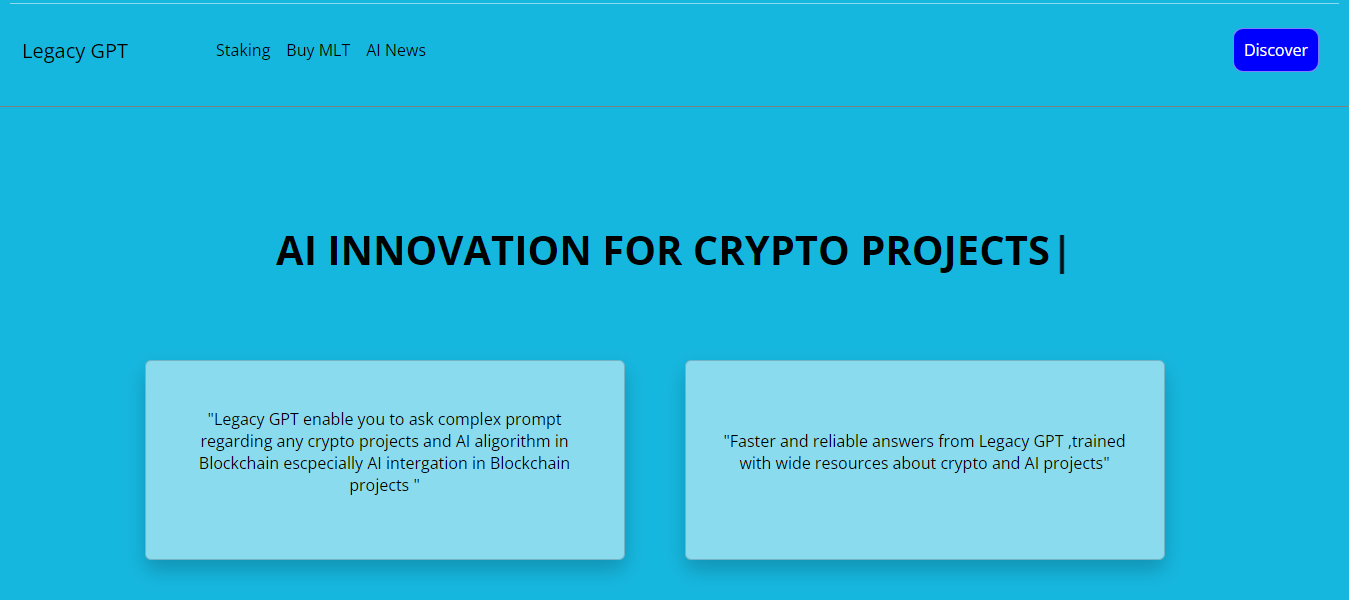 Legacy GPT
Staking Buy MLT AI News
Discover
AI INNOVATION FOR CRYPTO PROJECTS|
"Legacy GPT enable you to ask complex prompt
regarding any crypto projects and AI aligorithm in
Blockchain escpecially AI intergation in Blockchain
projects "
"Faster and reliable answers from Legacy GPT ,trained
with wide resources about crypto and AI projects"